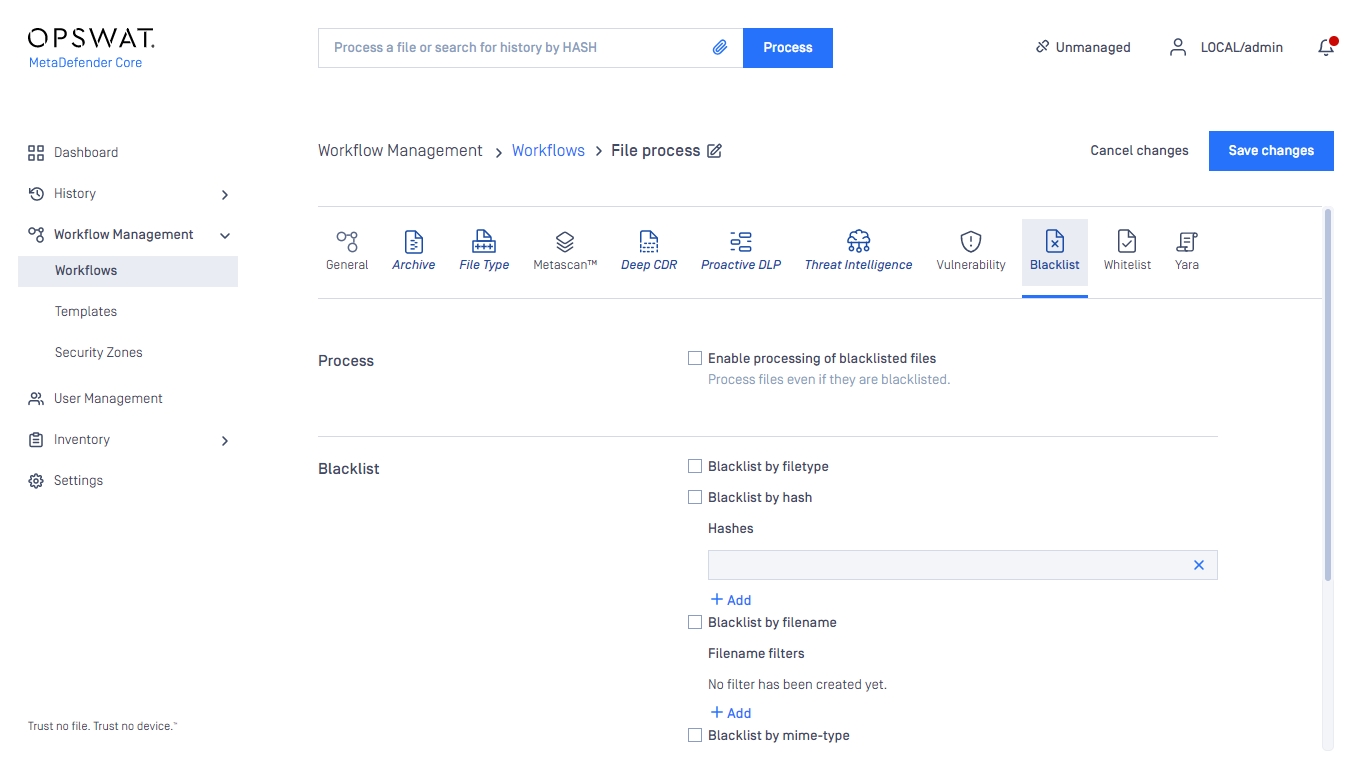 OPSWAT.
MetaDefender Core
Process a file or search for history by HASH
Process
Unmanaged
LOCAL/admin
Dashboard
History
Workflow Management
Workflows
Templates
Security Zones
User Management
Inventory
Settings
Trust no file. Trust no device.™
Workflow Management > Workflows > File process
Cancel changes
Save changes
General
Archive
File Type
Metascan™
Deep CDR
Proactive DLP
Threat Intelligence
Vulnerability
Blacklist
Whitelist
Yara
Process
Enable processing of blacklisted files
Process files even if they are blacklisted.
Blacklist
Blacklist by filetype
Blacklist by hash
Hashes
+ Add
Blacklist by filename
Filename filters
No filter has been created yet.
+ Add
Blacklist by mime-type